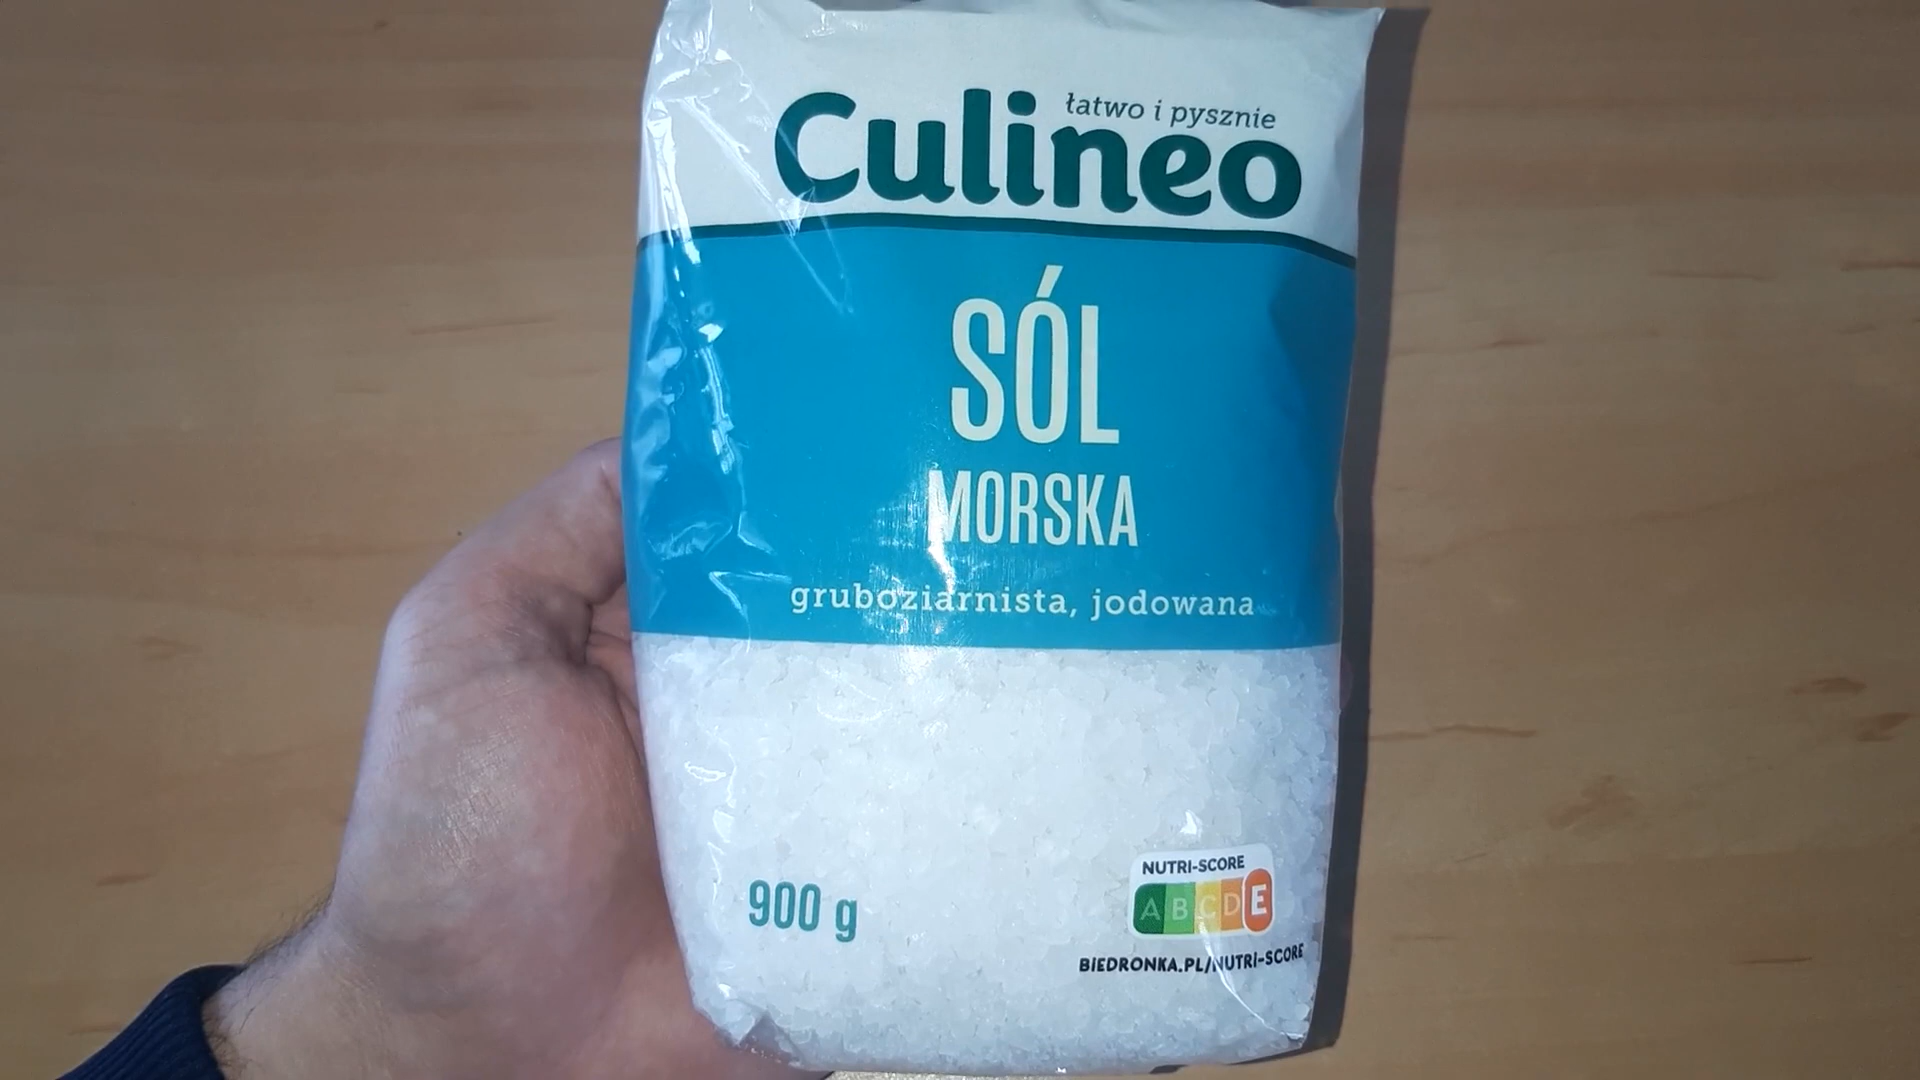 łatwo i pysznie
Culineo
SÓL
MORSKA
gruboziarnista, jodowana
900 g
NUTRI-SCORE
A B C D E
BIEDRONKA.PL/NUTRI-SCORE